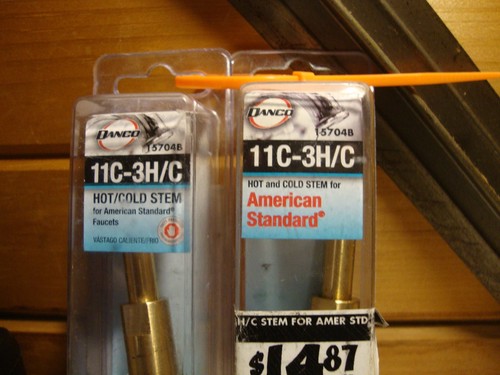 DANCO
15704B
11C-3H/C
HOT/COLD STEM
for American Standard®
Faucets
VÁSTAGO CALIENTE/FRIO
DANCO
15704B
11C-3H/C
HOT and COLD STEM for
American
Standard®
H/C STEM FOR AMER STD
$14.87